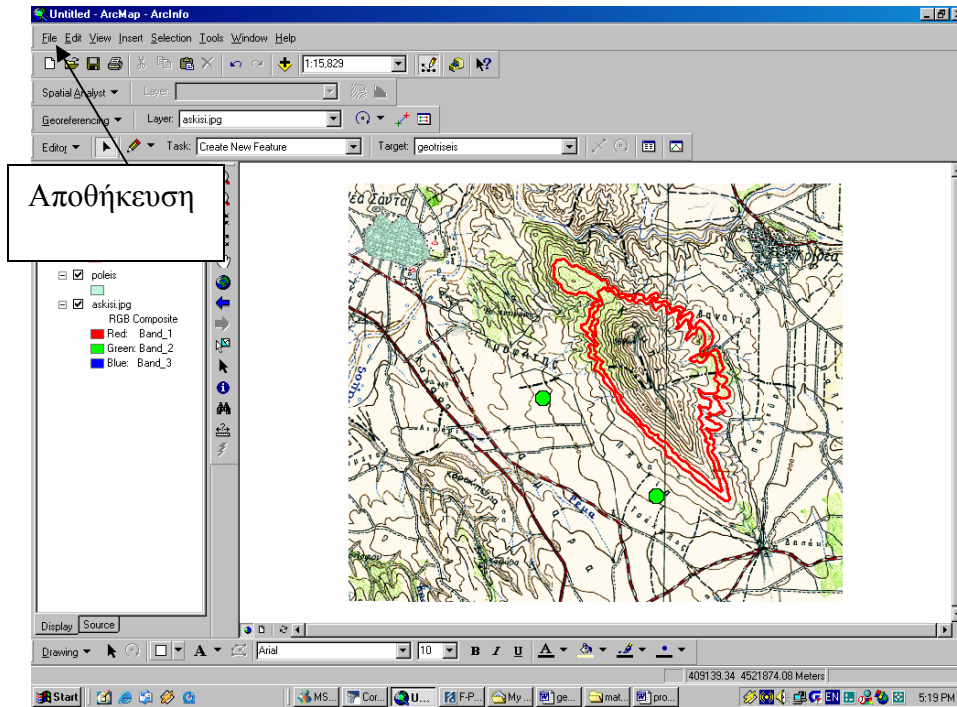 Untitled - ArcMap - ArcInfo
File Edit View Insert Selection Tools Window Help
1:15,829
Spatial Analyst Layer:
Georeferencing Layer: askisi.jpg
Editor Task: Create New Feature Target: geotriseis
Αποθήκευση
poleis
askisi.jpg
RGB Composite
Red: Band_1
Green: Band_2
Blue: Band_3
Display Source
Drawing A Arial 10 B I U A
409139.34 4521874.08 Meters
Start MS... Cor... U... F-P... My ... ge... mat... pro... EN 5:19 PM